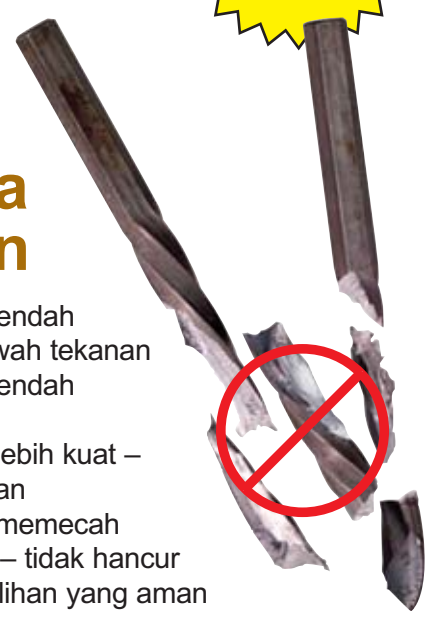 a
n
endah
wah tekanan
endah
ebih kuat –
an
memecah
– tidak hancur
lihan yang aman